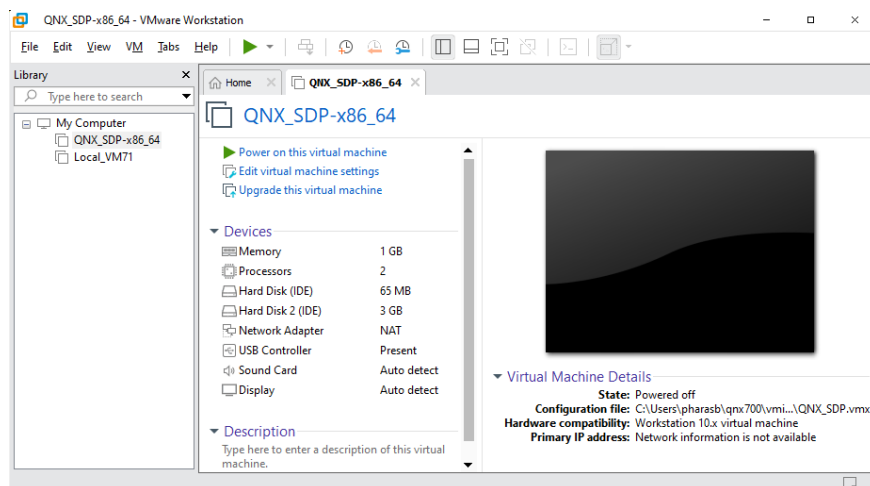 QNX_SDP-x86_64 - VMware Workstation
File Edit View VM Tabs Help
Library
Type here to search
My Computer
QNX_SDP-x86_64
Local_VM71
Home
QNX_SDP-x86_64
QNX_SDP-x86_64
Power on this virtual machine
Edit virtual machine settings
Upgrade this virtual machine
Devices
Memory 1 GB
Processors 2
Hard Disk (IDE) 65 MB
Hard Disk 2 (IDE) 3 GB
Network Adapter NAT
USB Controller Present
Sound Card Auto detect
Display Auto detect
Description
Type here to enter a description of this virtual
machine.
Virtual Machine Details
State: Powered off
Configuration file: C:\Users\pharasb\qnx700\vmi...\QNX_SDP.vmx
Hardware compatibility: Workstation 10.x virtual machine
Primary IP address: Network information is not available